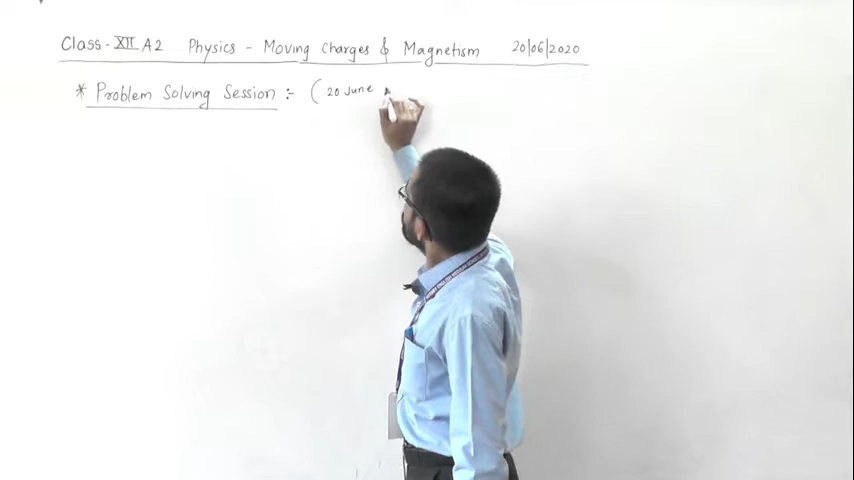 Class-XII A2 Physics - Moving Charges & Magnetism 20/06/2020
* Problem Solving Session :- ( 20 June